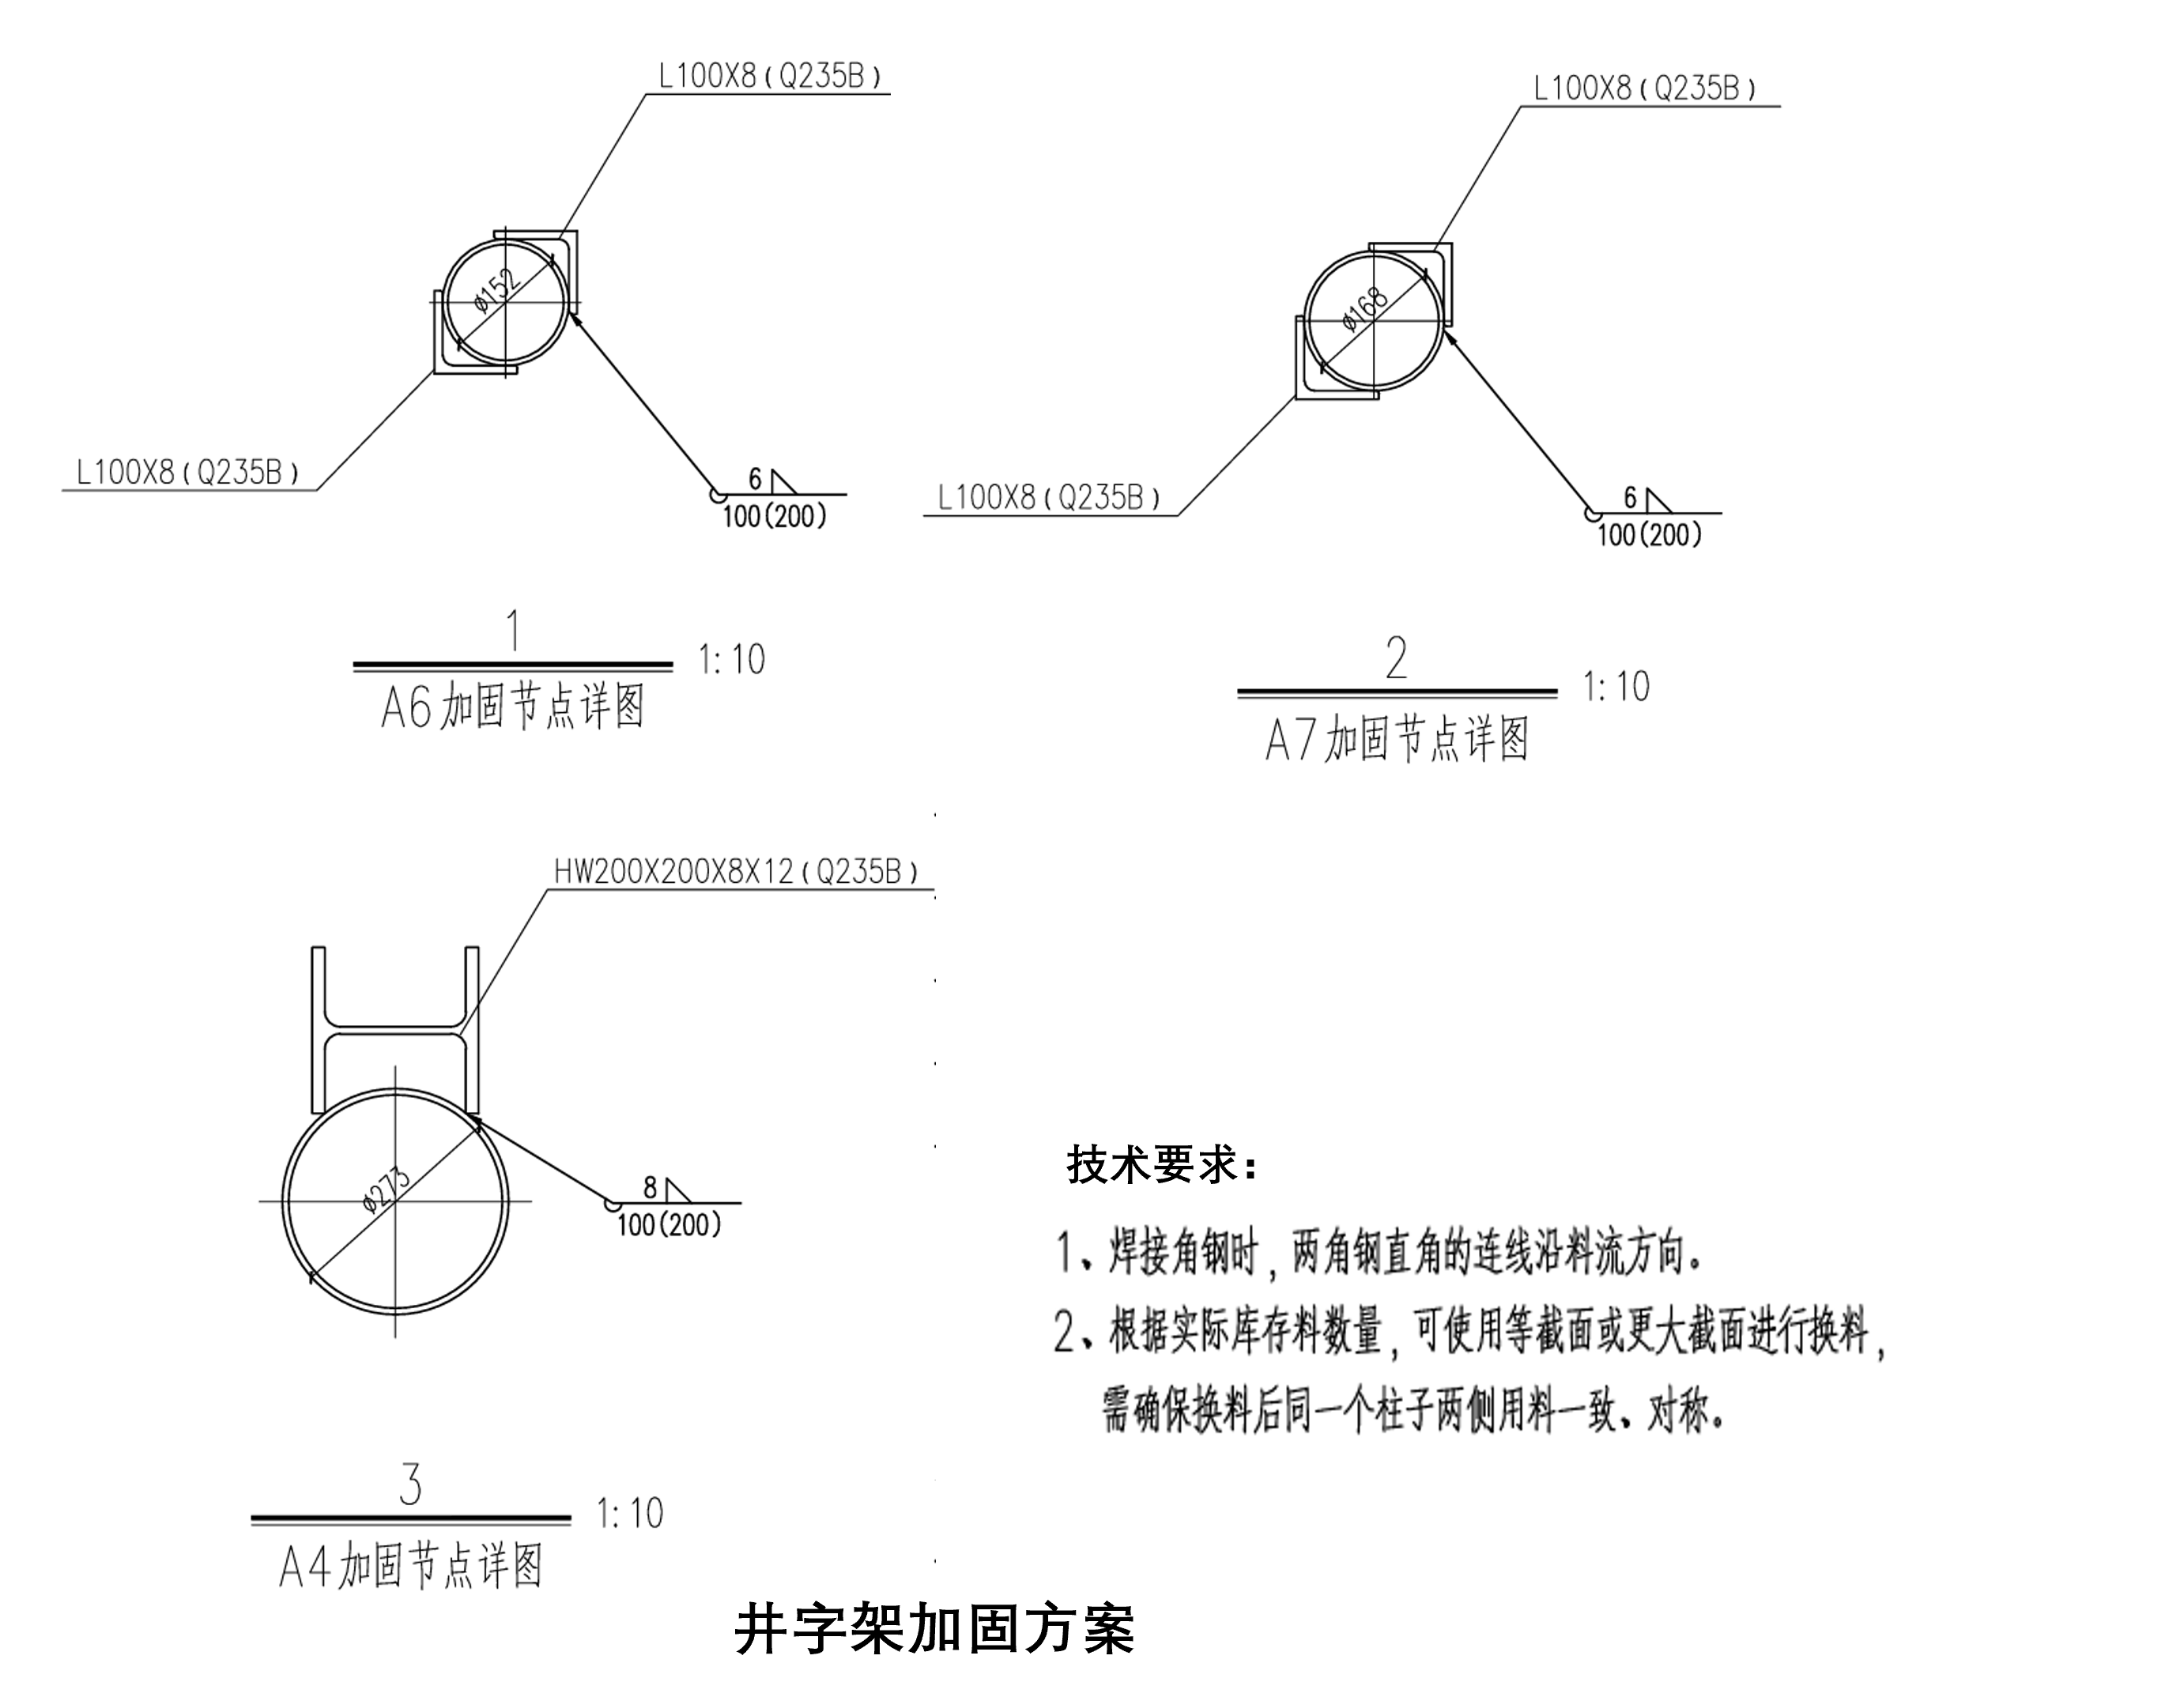 L100X8(Q235B)
ø152
L100X8(Q235B)
6
100(200)
1
1:10
A6加固节点详图
L100X8(Q235B)
ø168
L100X8(Q235B)
6
100(200)
2
1:10
A7加固节点详图
HW200X200X8X12(Q235B)
ø273
8
100(200)
3
1:10
A4加固节点详图
技术要求:
1、焊接角钢时,两角钢直角的连线沿料流方向。
2、根据实际库存料数量,可使用等截面或更大截面进行换料,
需确保换料后同一个柱子两侧用料一致、对称。
井字架加固方案